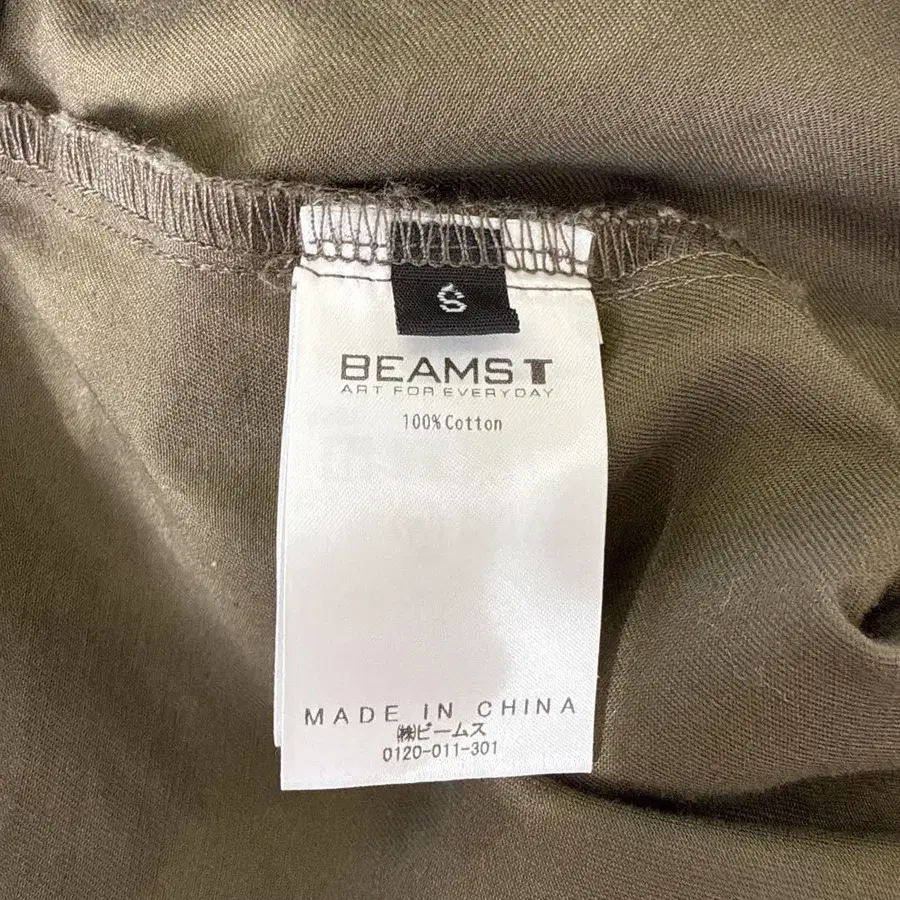 S
BEAMS T
ART FOR EVERYDAY
100% Cotton
MADE IN CHINA
㈱ビームス
0120-011-301